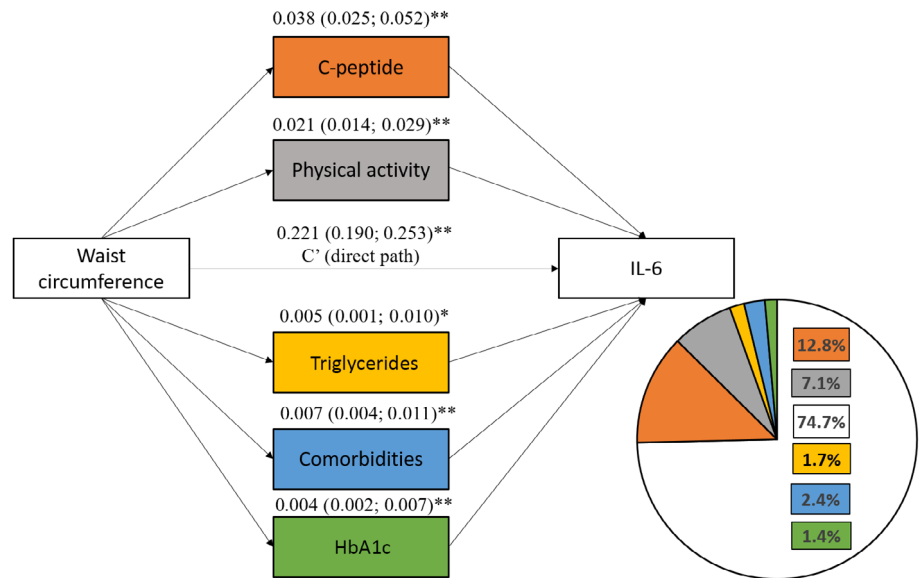 0.038 (0.025; 0.052)**
C-peptide
0.021 (0.014; 0.029)**
Physical activity
0.221 (0.190; 0.253)**
C' (direct path)
Waist
circumference
IL-6
0.005 (0.001; 0.010)*
Triglycerides
0.007 (0.004; 0.011)**
Comorbidities
0.004 (0.002; 0.007)**
HbA1c
12.8%
7.1%
74.7%
1.7%
2.4%
1.4%